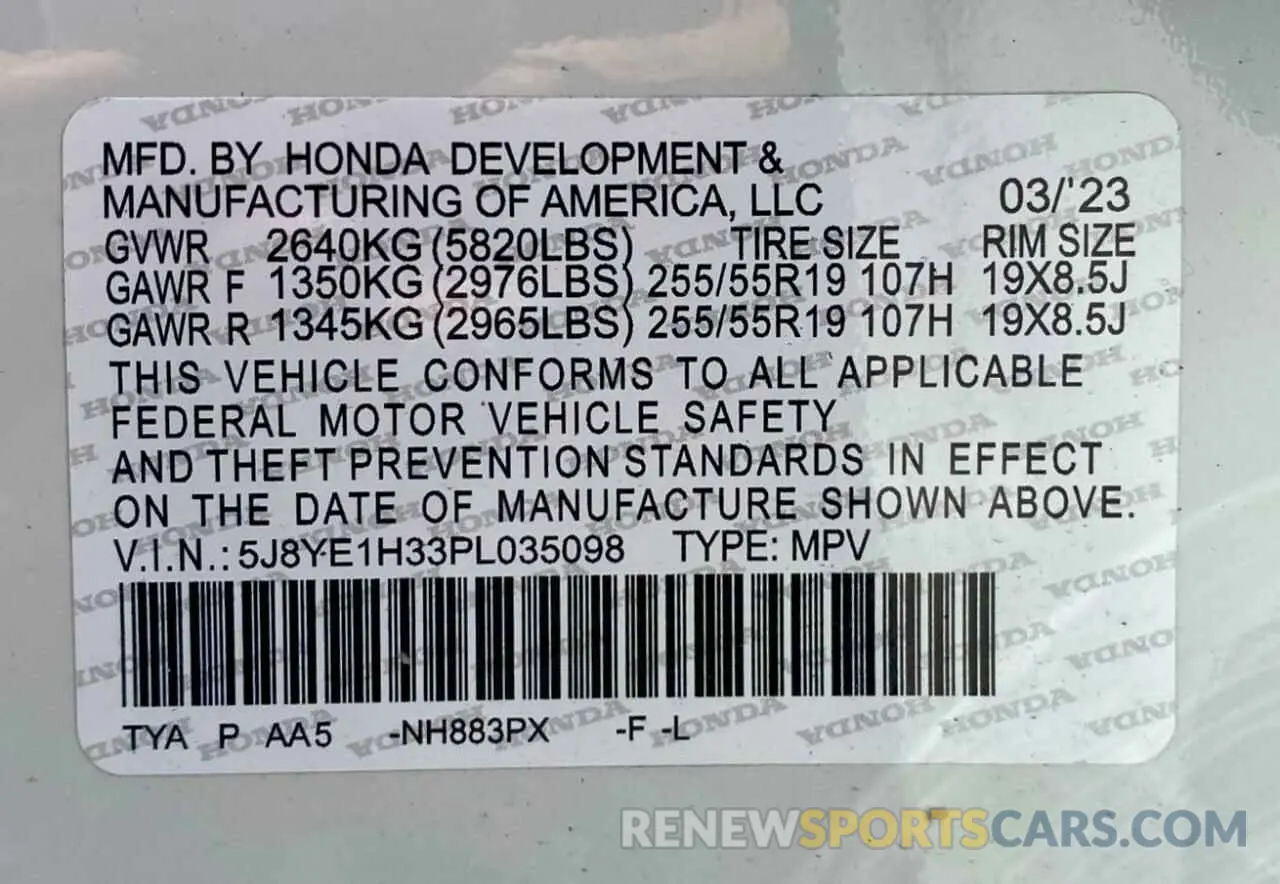 MFD. BY HONDA DEVELOPMENT &
MANUFACTURING OF AMERICA, LLC 03/'23
GVWR 2640KG (5820LBS) TIRE SIZE RIM SIZE
GAWR F 1350KG (2976LBS) 255/55R19 107H 19X8.5J
GAWR R 1345KG (2965LBS) 255/55R19 107H 19X8.5J
THIS VEHICLE CONFORMS TO ALL APPLICABLE
FEDERAL MOTOR VEHICLE SAFETY
AND THEFT PREVENTION STANDARDS IN EFFECT
ON THE DATE OF MANUFACTURE SHOWN ABOVE.
V.I.N.: 5J8YE1H33PL035098 TYPE: MPV
TYA P AA5 -NH883PX -F -L
RENEWSPORTSCARS.COM